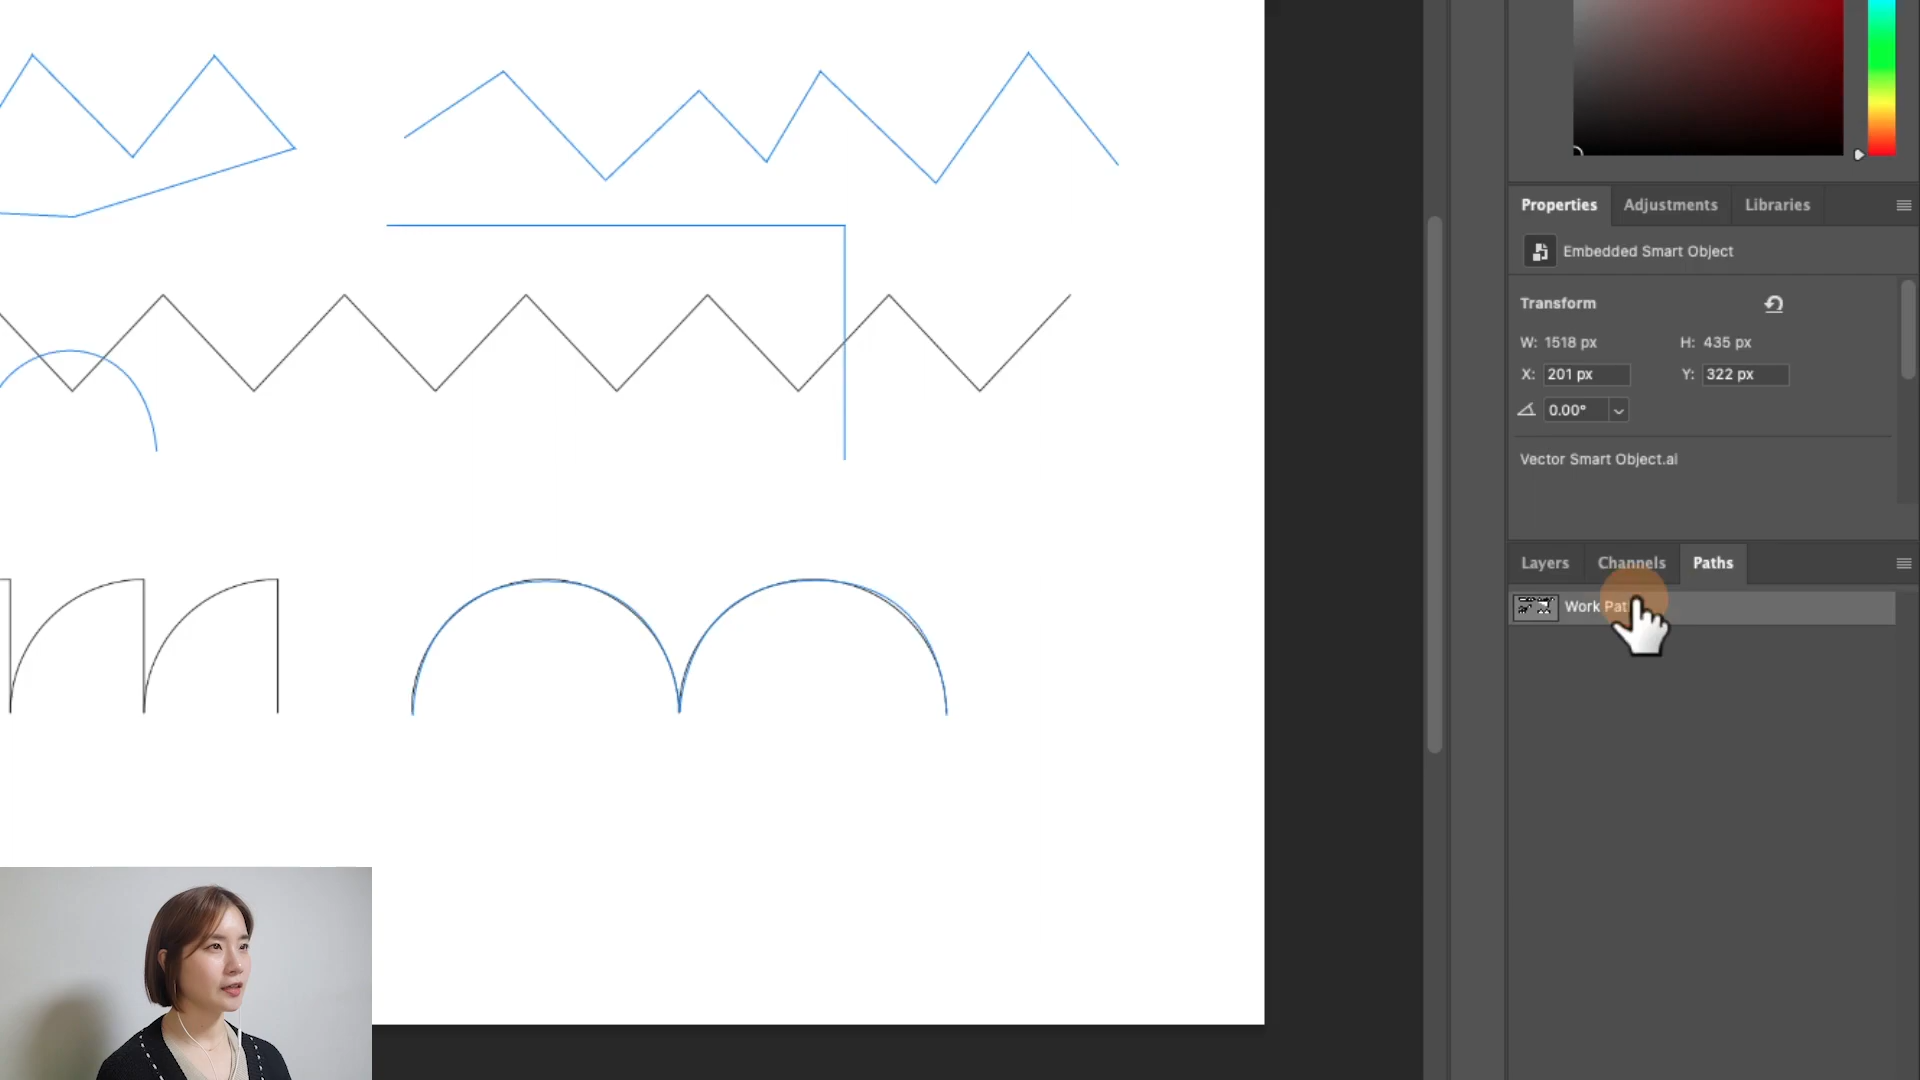 Properties Adjustments Libraries
Embedded Smart Object
Transform
W: 1518 px H: 435 px
X: 201 px Y: 322 px
0.00°
Vector Smart Object.ai
Layers Channels Paths
Work